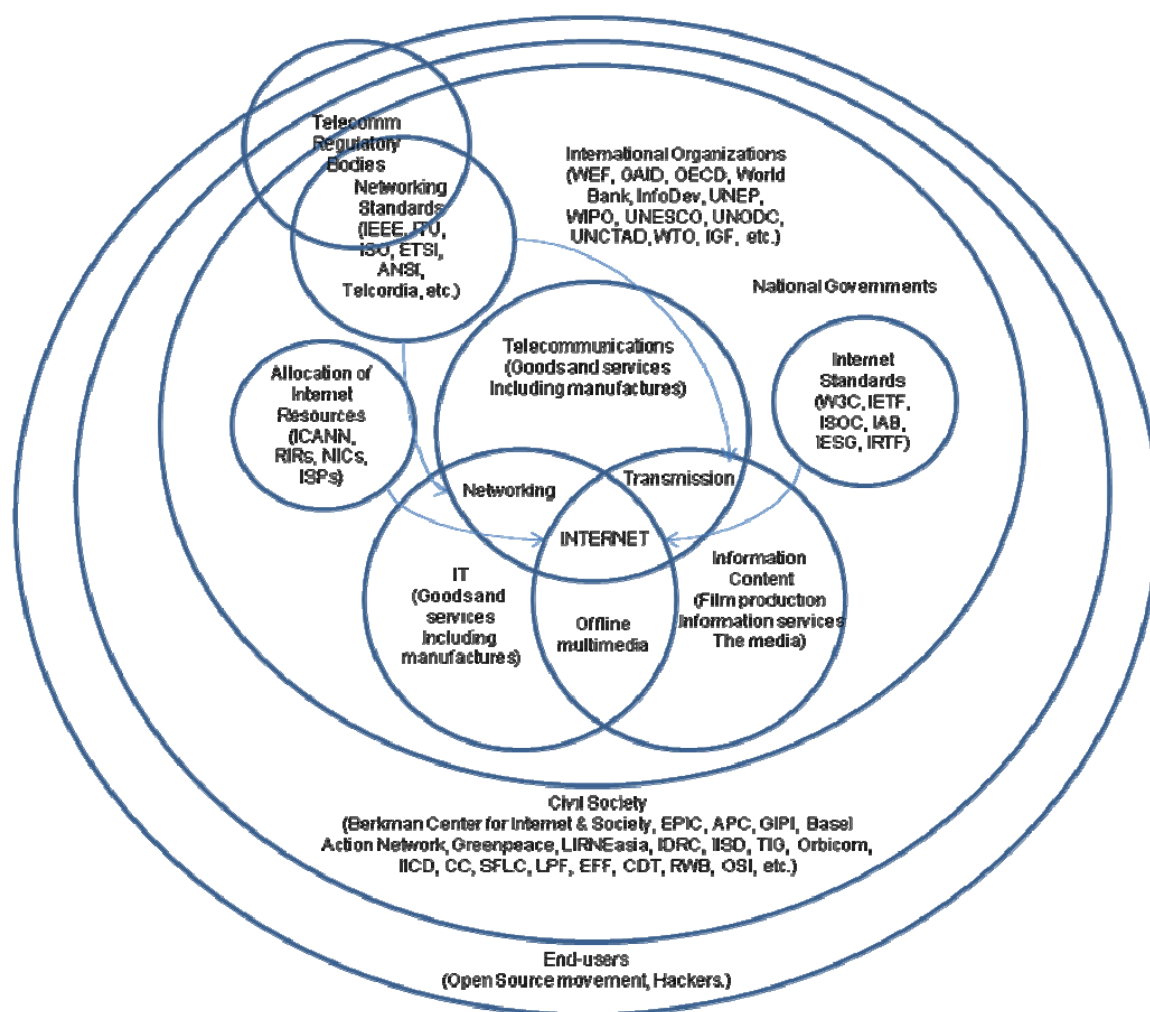 Telecomm
Regulatory
Bodies
Networking
Standards
(IEEE, ITU,
ISO, ETSI,
ANSI,
Telcordia, etc.)
International Organizations
(WEF, GAID, OECD, World
Bank, InfoDev, UNEP,
WIPO, UNESCO, UNODC,
UNCTAD, WTO, IGF, etc.)
National Governments
Telecommunications
(Goods and services
Including manufactures)
Allocation of
Internet
Resources
(ICANN,
RIRs, NICs,
ISPs)
Internet
Standards
(W3C, IETF,
ISOC, IAB,
IESG, IRTF)
Networking
Transmission
INTERNET
IT
(Goods and
services
Including
manufactures)
Information
Content
(Film production
Information services
The media)
Offline
multimedia
Civil Society
(Berkman Center for Internet & Society, EPIC, APC, GIPI, Basel
Action Network, Greenpeace, LIRNEasia, IDRC, IISD, TIG, Orbicom,
IICD, CC, SFLC, LPF, EFF, CDT, RWB, OSI, etc.)
End-users
(Open Source movement, Hackers.)